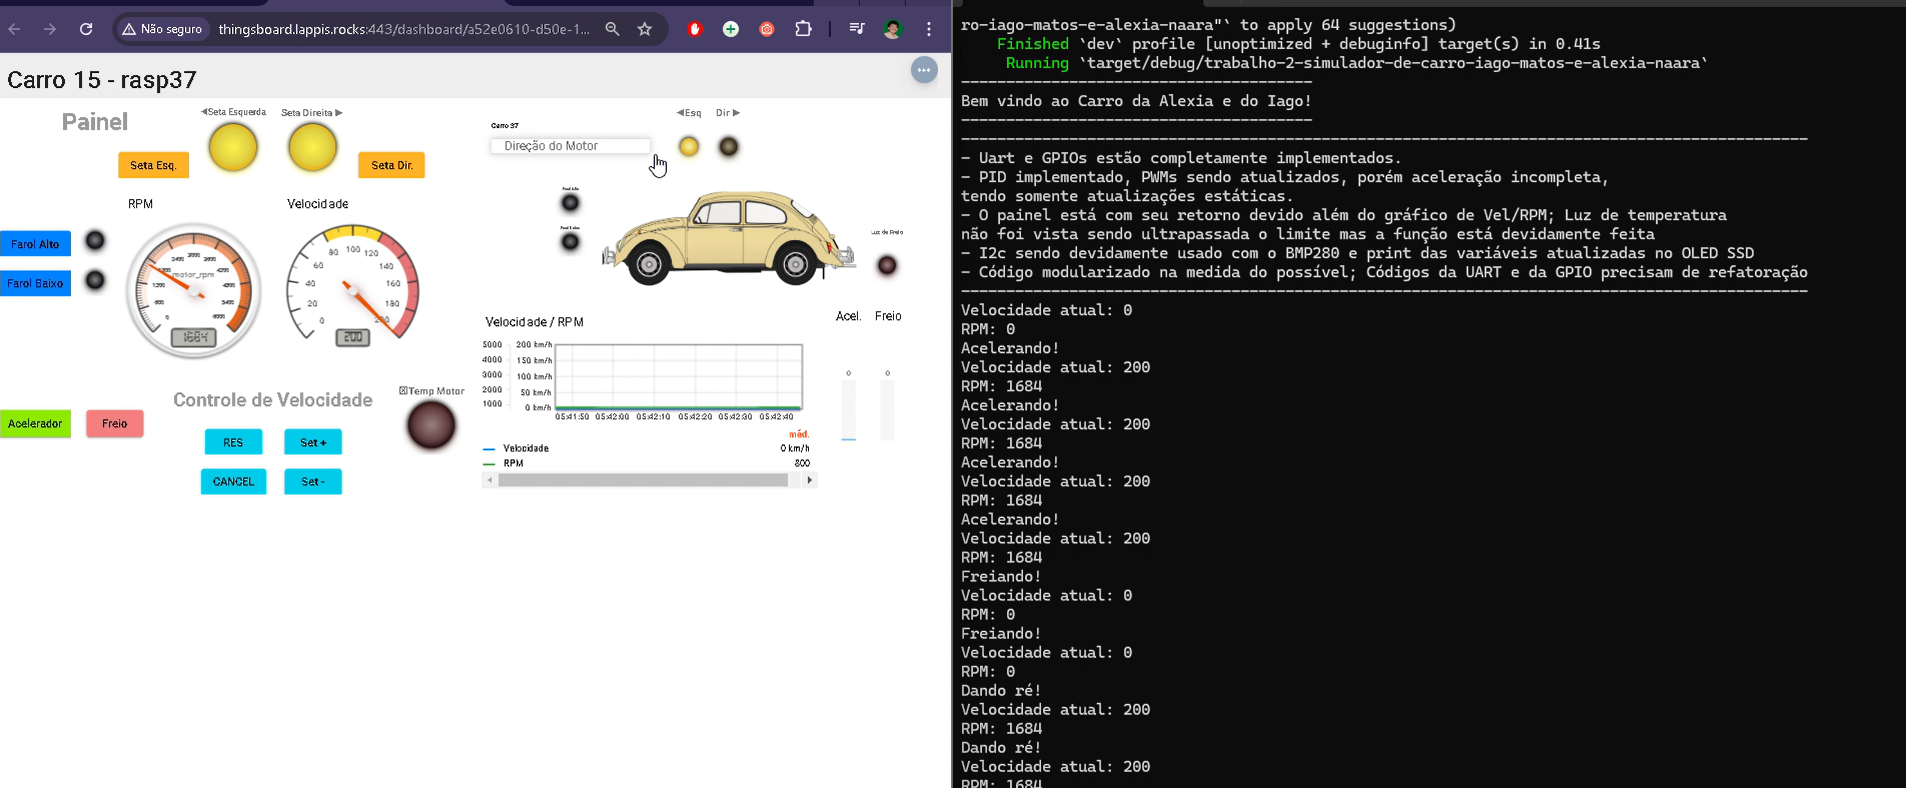 Não seguro
thingsboard.lappis.rocks:443/dashboard/a52e0610-d50e-1...
Carro 15 - rasp37
Painel
◀Seta Esquerda
Seta Direita ▶
Seta Esq.
Seta Dir.
RPM
Velocidade
Farol Alto
Farol Baixo
motor_rpm
1684
0
20
40
60
80
100
120
140
160
180
200
Acelerador
Freio
Controle de Velocidade
☒Temp Motor
RES
Set +
CANCEL
Set -
Carro 37
Direção do Motor
◀Esq
Dir ▶
Farol Alto
Luz de Freio
Velocidade / RPM
5000
4000
3000
2000
1000
200 km/h
150 km/h
100 km/h
50 km/h
0 km/h
05:41:50
05:42:00
05:42:10
05:42:20
05:42:30
05:42:40
méd.
Velocidade
0 km/h
RPM
800
Acel.
Freio
0
0
ro-iago-matos-e-alexia-naara"` to apply 64 suggestions)
Finished `dev` profile [unoptimized + debuginfo] target(s) in 0.41s
Running `target/debug/trabalho-2-simulador-de-carro-iago-matos-e-alexia-naara`
---------------------------------------
Bem vindo ao Carro da Alexia e do Iago!
---------------------------------------
----------------------------------------------------------------------------------------------
- Uart e GPIOs estão completamente implementados.
- PID implementado, PWMs sendo atualizados, porém aceleração incompleta,
tendo somente atualizações estáticas.
- O painel está com seu retorno devido além do gráfico de Vel/RPM; Luz de temperatura
não foi vista sendo ultrapassada o limite mas a função está devidamente feita
- I2c sendo devidamente usado com o BMP280 e print das variáveis atualizadas no OLED SSD
- Código modularizado na medida do possível; Códigos da UART e da GPIO precisam de refatoração
----------------------------------------------------------------------------------------------
Velocidade atual: 0
RPM: 0
Acelerando!
Velocidade atual: 200
RPM: 1684
Acelerando!
Velocidade atual: 200
RPM: 1684
Acelerando!
Velocidade atual: 200
RPM: 1684
Acelerando!
Velocidade atual: 200
RPM: 1684
Freiando!
Velocidade atual: 0
RPM: 0
Freiando!
Velocidade atual: 0
RPM: 0
Dando ré!
Velocidade atual: 200
RPM: 1684
Dando ré!
Velocidade atual: 200
RPM: 1684